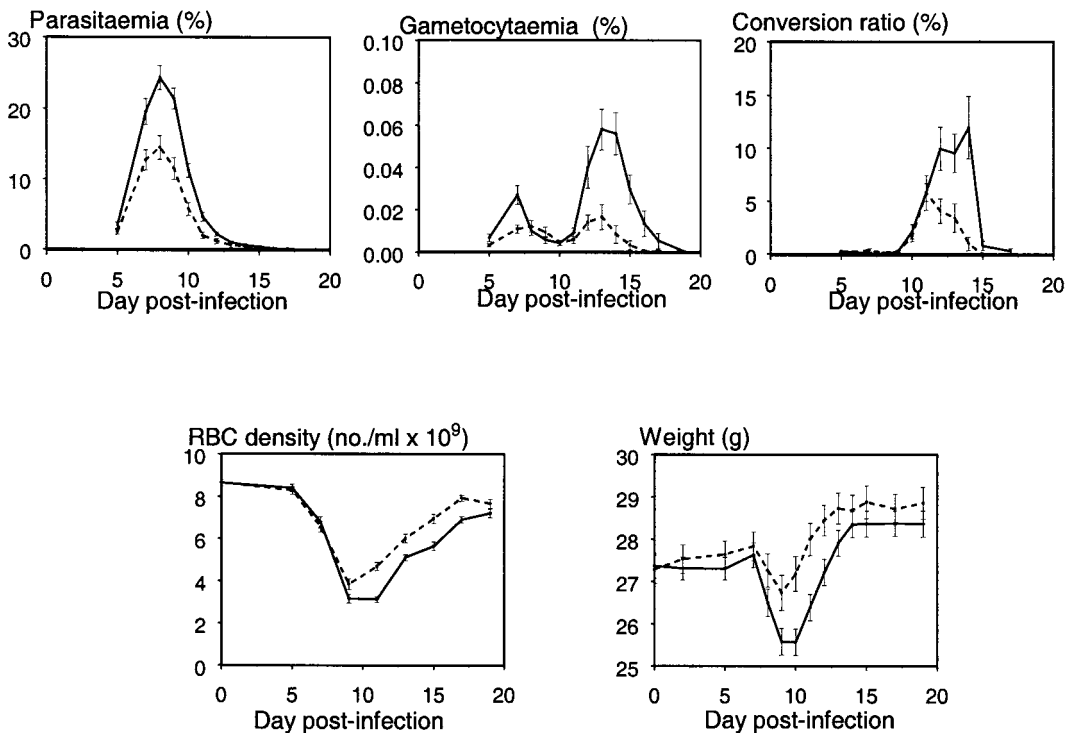 Parasitaemia (%)
30
20
10
0
0 5 10 15 20
Day post-infection
Gametocytaemia (%)
0.10
0.08
0.06
0.04
0.02
0.00
0 5 10 15 20
Day post-infection
Conversion ratio (%)
20
15
10
5
0
0 5 10 15 20
Day post-infection
RBC density (no./ml x 10⁹)
10
8
6
4
2
0
0 5 10 15 20
Day post-infection
Weight (g)
30
29
28
27
26
25
0 5 10 15 20
Day post-infection